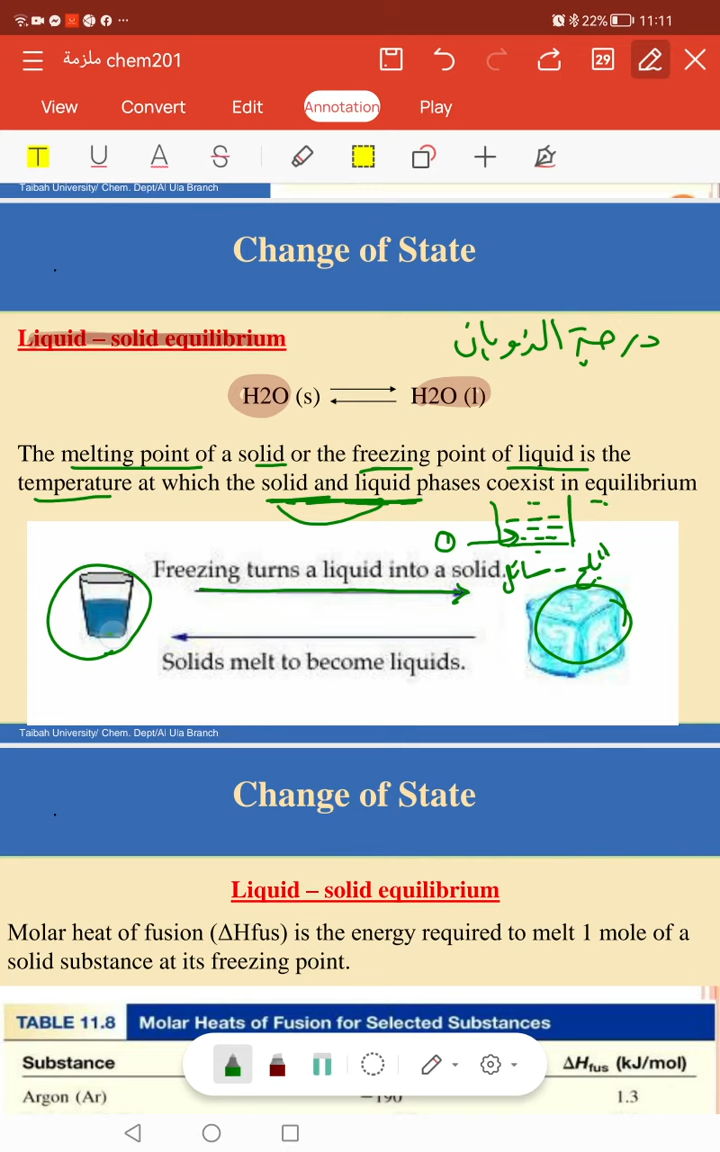 22% 11:11
ملزمة chem201
29
View Convert Edit Annotation Play
T U A S
Taibah University/ Chem. Dept/Al Ula Branch
Change of State
Liquid – solid equilibrium
درجة الذوبان
H2O (s) H2O (l)
The melting point of a solid or the freezing point of liquid is the
temperature at which the solid and liquid phases coexist in equilibrium
Freezing turns a liquid into a solid.
سائل - ثلج
Solids melt to become liquids.
Taibah University/ Chem. Dept/Al Ula Branch
Change of State
Liquid – solid equilibrium
Molar heat of fusion (ΔHfus) is the energy required to melt 1 mole of a
solid substance at its freezing point.
TABLE 11.8 Molar Heats of Fusion for Selected Substances
Substance ΔHfus (kJ/mol)
Argon (Ar) −190 1.3